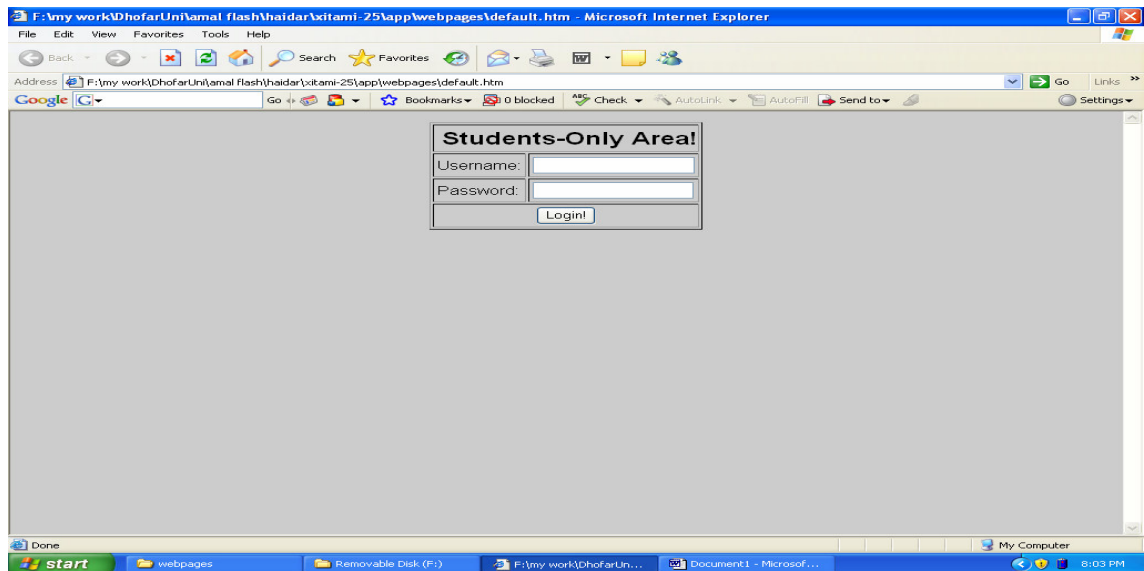 F:\my work\DhofarUni\amal flash\haidar\xitami-25\app\webpages\default.htm - Microsoft Internet Explorer
File Edit View Favorites Tools Help
Back Search Favorites
Address F:\my work\DhofarUni\amal flash\haidar\xitami-25\app\webpages\default.htm Go Links »
Google G Go Bookmarks 0 blocked ABC Check AutoLink AutoFill Send to Settings
Students-Only Area!
Username:
Password:
Login!
Done My Computer
start webpages Removable Disk (F:) F:\my work\DhofarUn... Document1 - Microsof... 8:03 PM